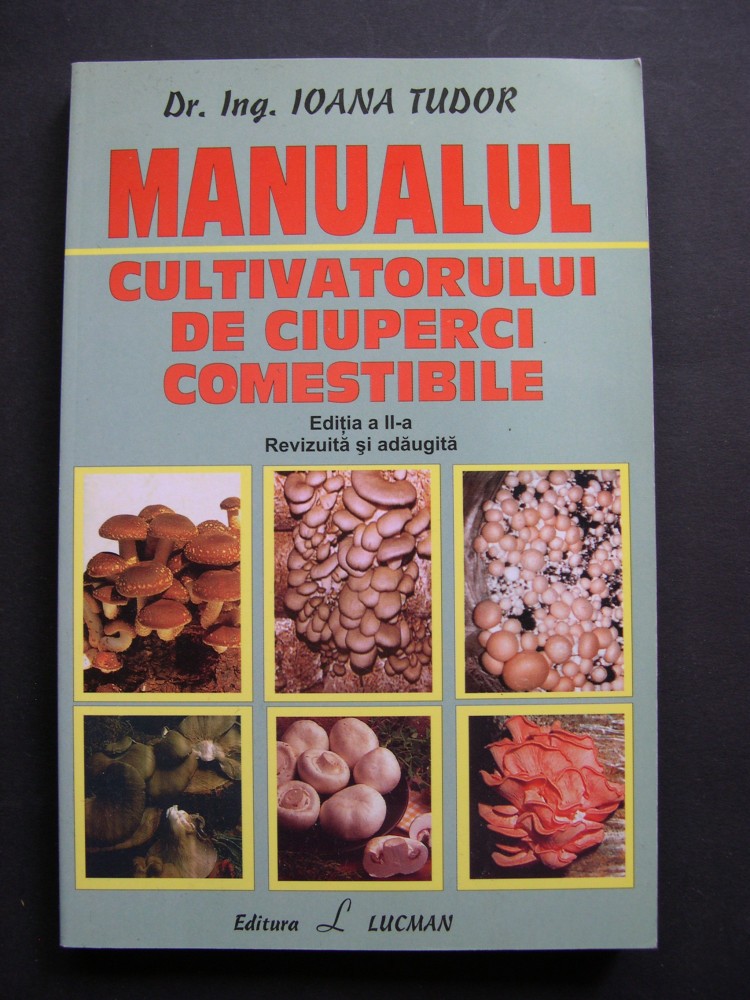 Dr. Ing. IOANA TUDOR
MANUALUL
CULTIVATORULUI
DE CIUPERCI
COMESTIBILE
Ediția a II-a
Revizuită şi adăugită
Editura L LUCMAN